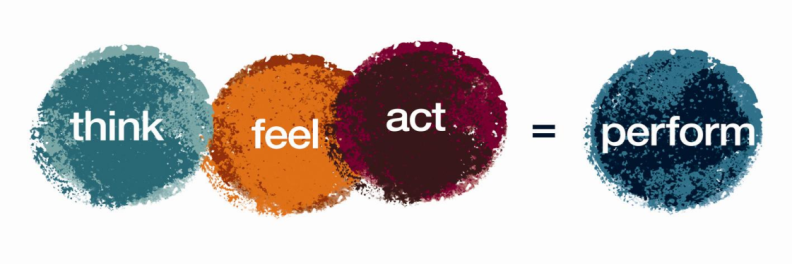 think feel act = perform